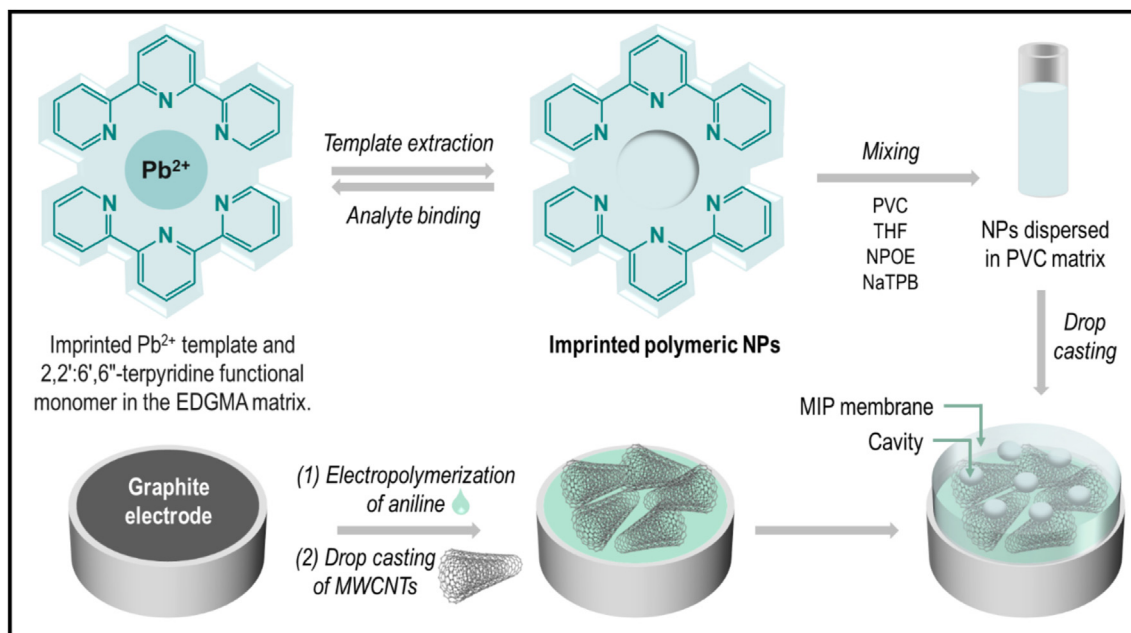 N
N
N
N
N
N
Pb²⁺
Template extraction
Analyte binding
N
N
N
N
N
N
Mixing
PVC
THF
NPOE
NaTPB
NPs dispersed
in PVC matrix
Imprinted Pb²⁺ template and
2,2':6',6"-terpyridine functional
monomer in the EDGMA matrix.
Imprinted polymeric NPs
Drop
casting
MIP membrane
Cavity
Graphite
electrode
(1) Electropolymerization
of aniline
(2) Drop casting
of MWCNTs